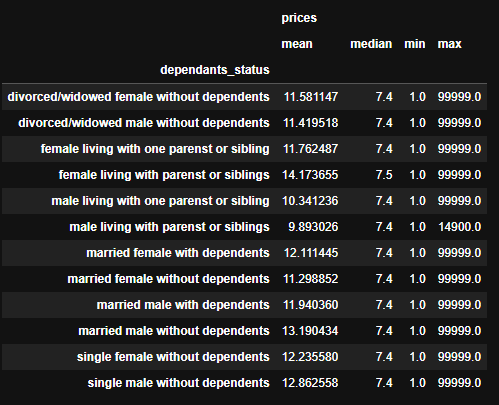 prices
mean median min max
dependants_status
divorced/widowed female without dependents 11.581147 7.4 1.0 99999.0
divorced/widowed male without dependents 11.419518 7.4 1.0 99999.0
female living with one parenst or sibling 11.762487 7.4 1.0 99999.0
female living with parenst or siblings 14.173655 7.5 1.0 99999.0
male living with one parenst or sibling 10.341236 7.4 1.0 99999.0
male living with parenst or siblings 9.893026 7.4 1.0 14900.0
married female with dependents 12.111445 7.4 1.0 99999.0
married female without dependents 11.298852 7.4 1.0 99999.0
married male with dependents 11.940360 7.4 1.0 99999.0
married male without dependents 13.190434 7.4 1.0 99999.0
single female without dependents 12.235580 7.4 1.0 99999.0
single male without dependents 12.862558 7.4 1.0 99999.0